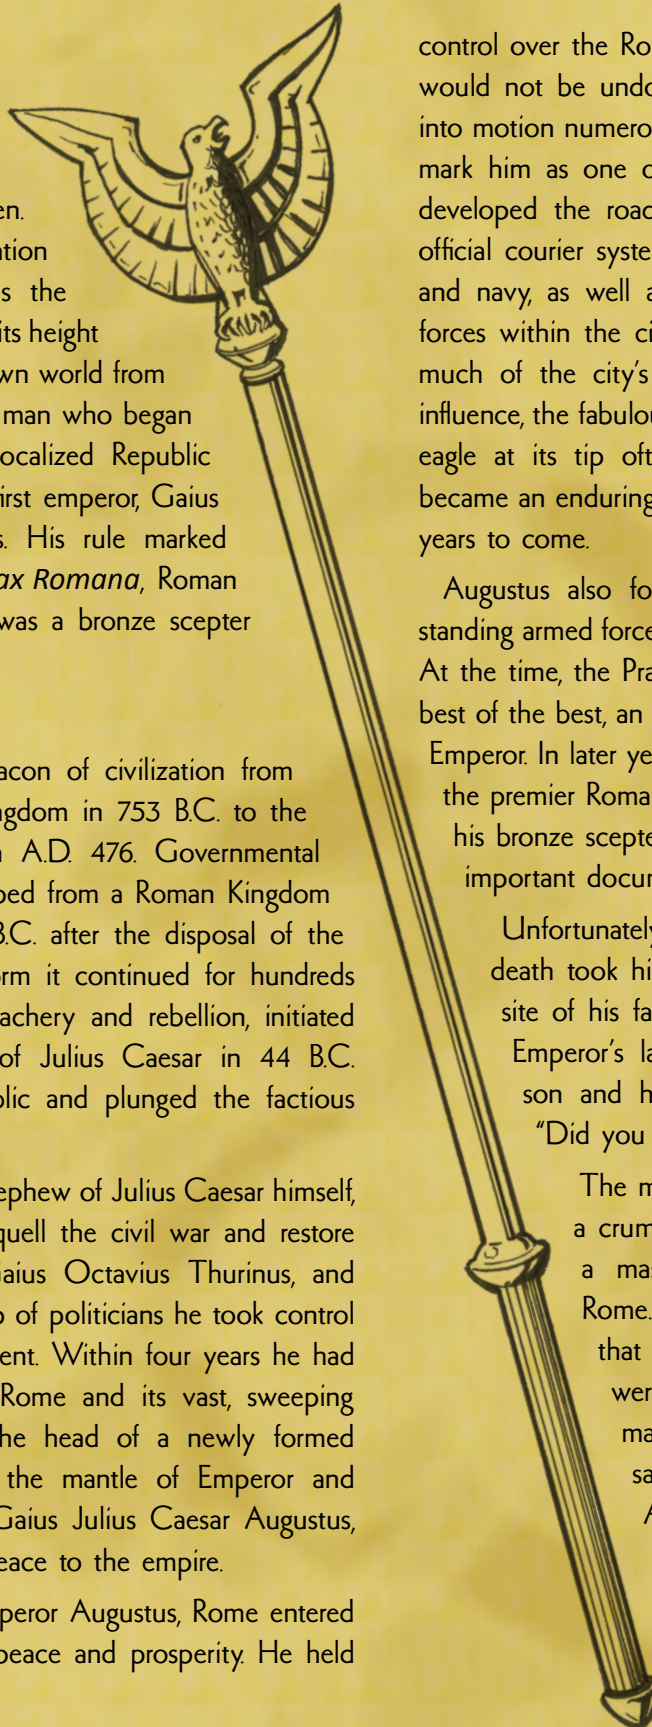 en.
ation
s the
its height
wn world from
man who began
ocalized Republic
first emperor, Gaius
s. His rule marked
ax Romana, Roman
was a bronze scepter
acon of civilization from
ngdom in 753 B.C. to the
n A.D. 476. Governmental
ped from a Roman Kingdom
B.C. after the disposal of the
orm it continued for hundreds
eachery and rebellion, initiated
of Julius Caesar in 44 B.C.
blic and plunged the factious
ephew of Julius Caesar himself,
quell the civil war and restore
Gaius Octavius Thurinus, and
p of politicians he took control
ent. Within four years he had
Rome and its vast, sweeping
he head of a newly formed
the mantle of Emperor and
Gaius Julius Caesar Augustus,
eace to the empire.
mperor Augustus, Rome entered
peace and prosperity. He held
control over the Ro
would not be undo
into motion numero
mark him as one o
developed the road
official courier syste
and navy, as well a
forces within the ci
much of the city's
influence, the fabulou
eagle at its tip oft
became an enduring
years to come.
Augustus also fo
standing armed force
At the time, the Pra
best of the best, an
Emperor. In later ye
the premier Roma
his bronze scepte
important docum
Unfortunately
death took hi
site of his fa
Emperor's la
son and h
"Did you
The m
a crum
a mas
Rome.
that
wer
ma
sa
A